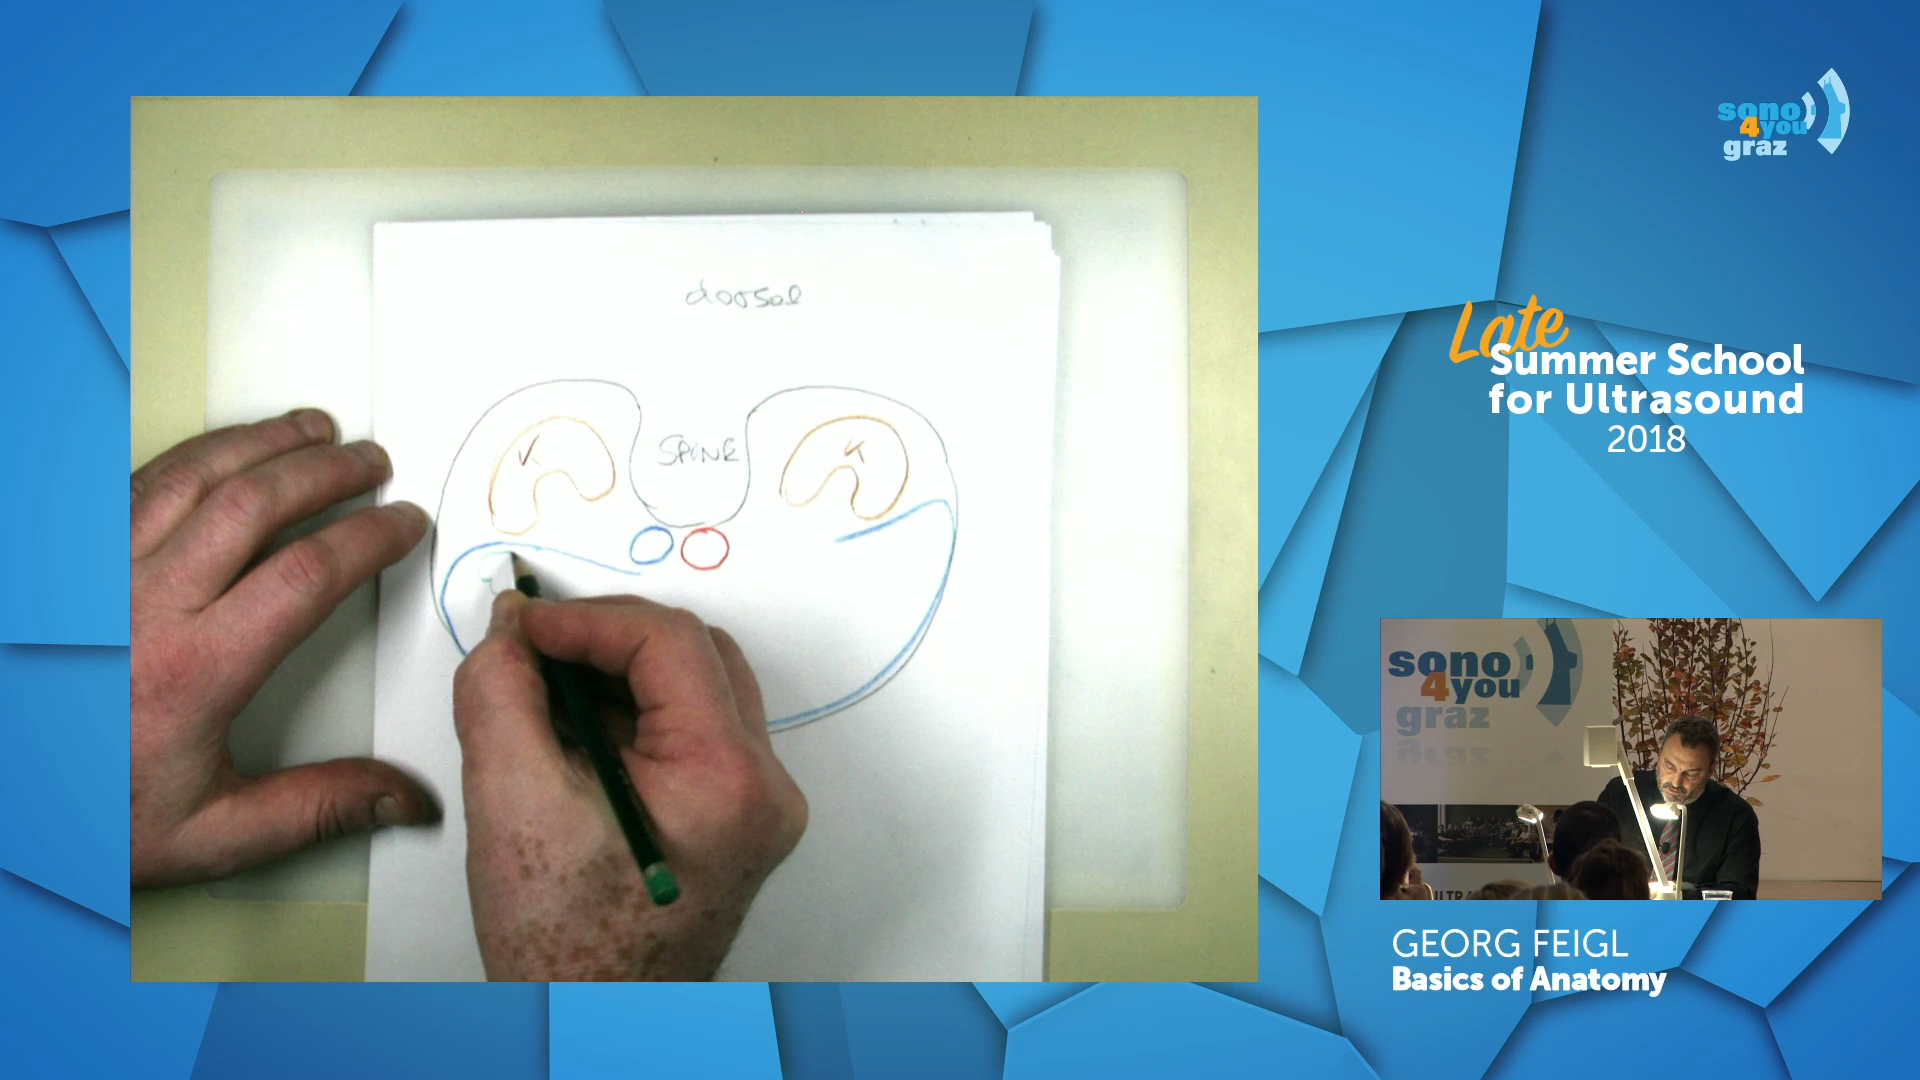 dorsal
K
SPINE
K
sono
4you
graz
Late
Summer School
for Ultrasound
2018
sono
4you
graz
ULTRA
GEORG FEIGL
Basics of Anatomy